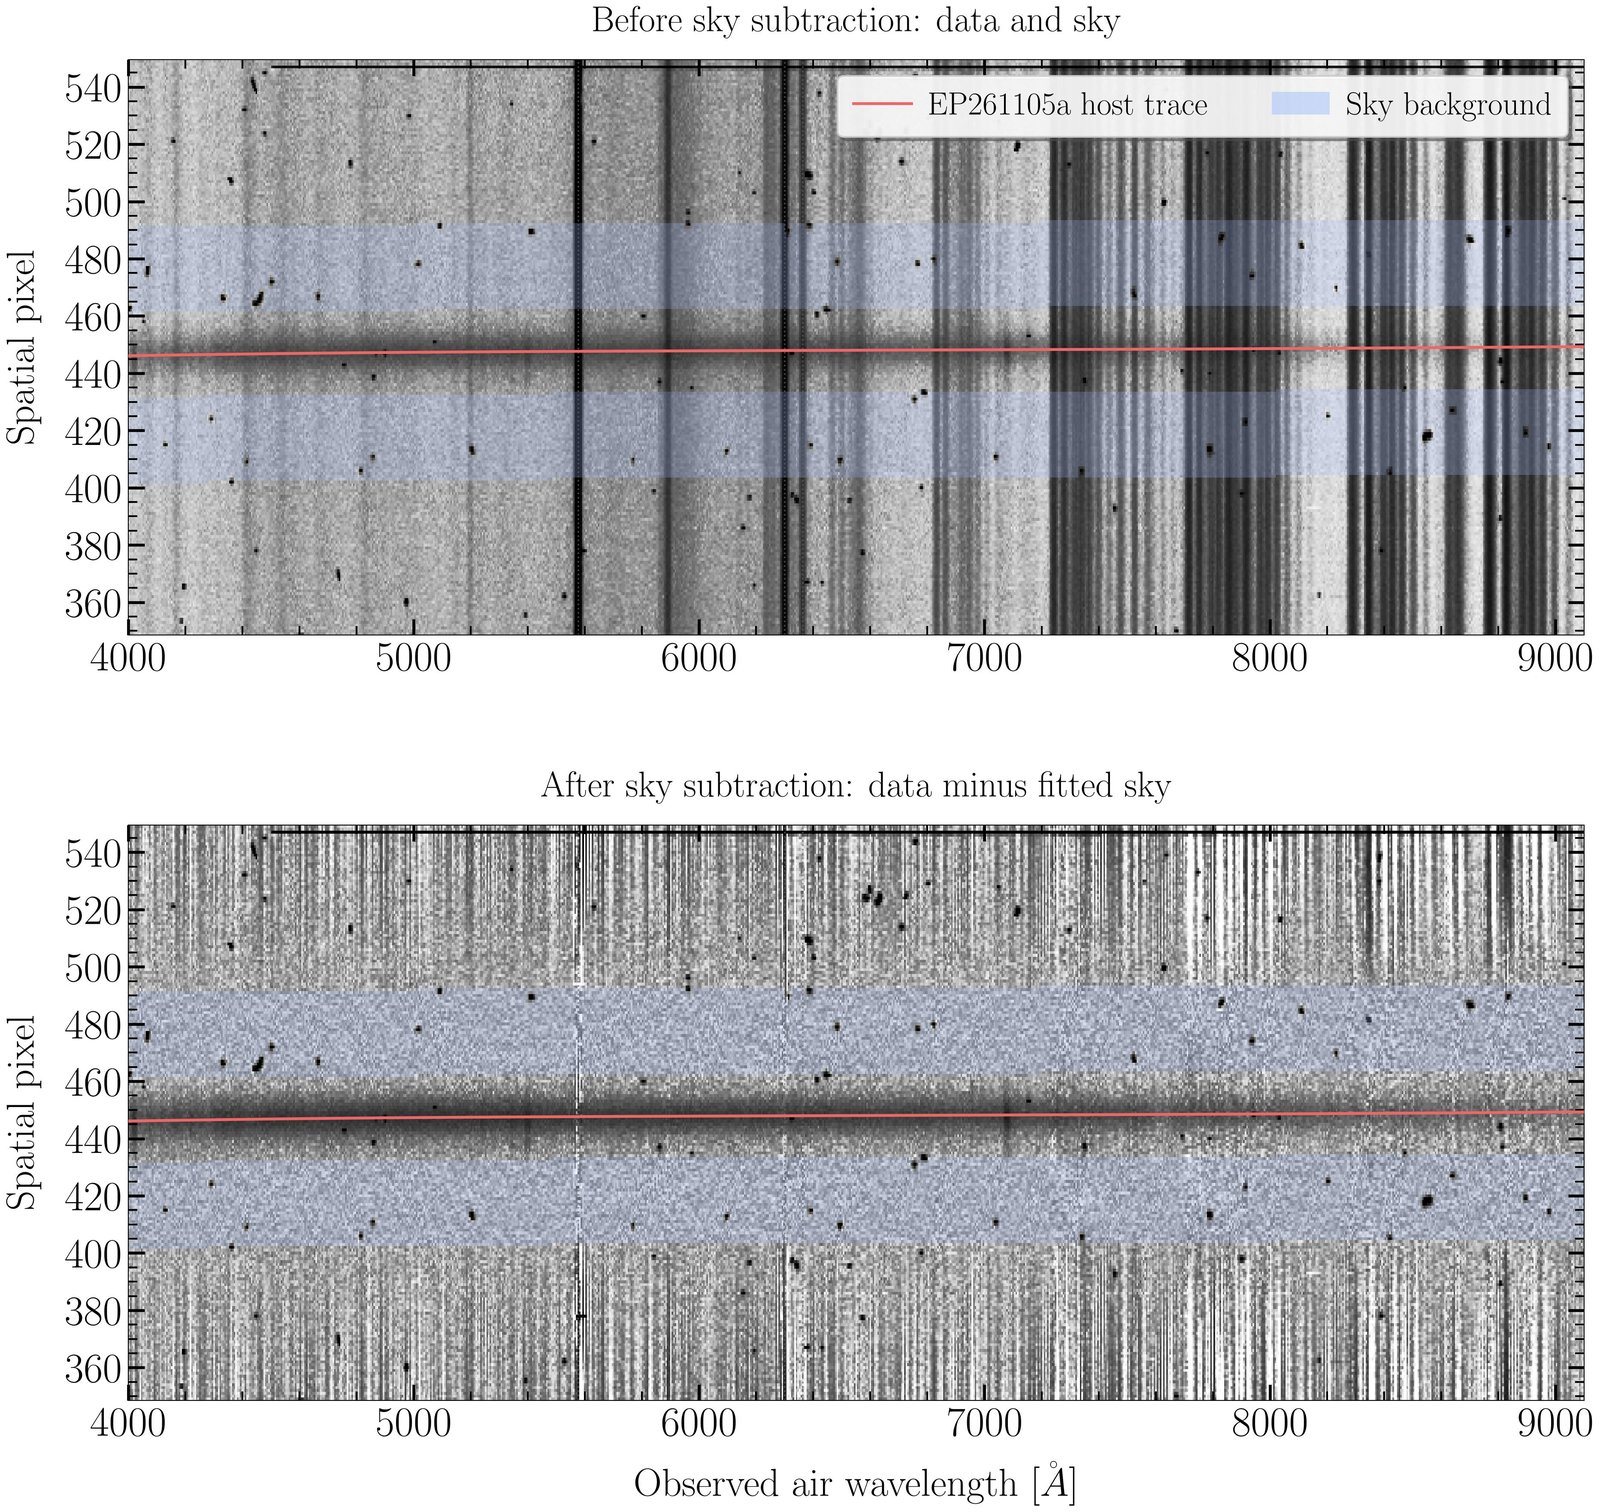 Before sky subtraction: data and sky
EP261105a host trace
Sky background
540
520
500
480
460
440
420
400
380
360
Spatial pixel
4000 5000 6000 7000 8000 9000
After sky subtraction: data minus fitted sky
540
520
500
480
460
440
420
400
380
360
Spatial pixel
4000 5000 6000 7000 8000 9000
Observed air wavelength [Å]